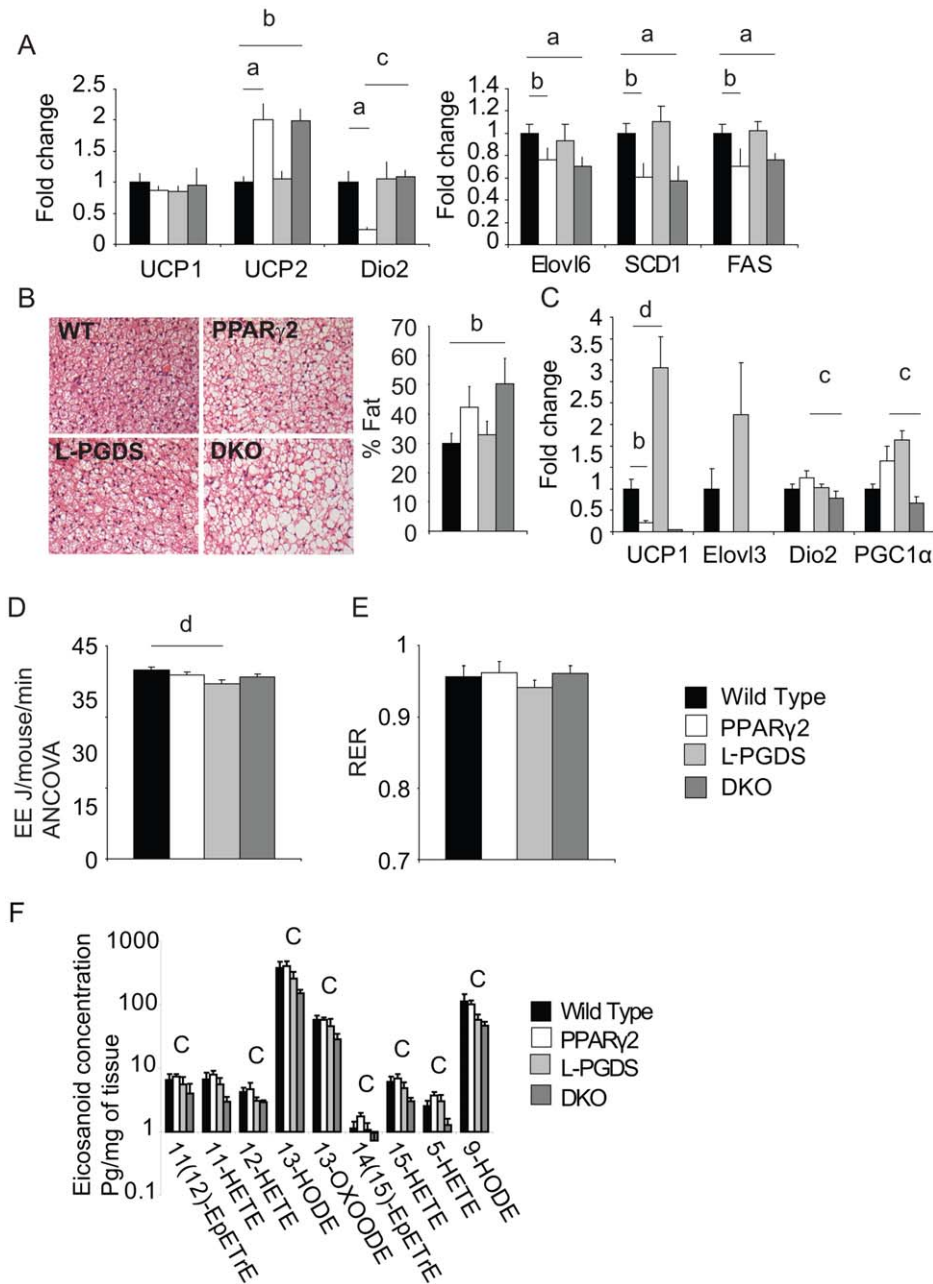 A
b
a
c
a
Fold change
2.5
2
1.5
1
0.5
0
UCP1 UCP2 Dio2
a a a
b b b
Fold change
1.4
1.2
1
0.8
0.6
0.4
0.2
0
Elovl6 SCD1 FAS
B
WT PPARγ2
L-PGDS DKO
% Fat
70
60
50
40
30
20
10
0
b
C
Fold change
4
3.5
3
2.5
2
1.5
1
0.5
0
d
b
c c
UCP1 Elovl3 Dio2 PGC1α
D
EE J/mouse/min
ANCOVA
45
35
30
15
0
d
E
RER
1
0.9
0.8
0.7
Wild Type
PPARγ2
L-PGDS
DKO
F
Eicosanoid concentration
Pg/mg of tissue
1000
100
10
1
0.1
C C C C C C C C
11(12)-EpETrE
11-HETE
12-HETE
13-HODE
13-OXOODE
14(15)-EpETrE
15-HETE
5-HETE
9-HODE
Wild Type
PPARγ2
L-PGDS
DKO